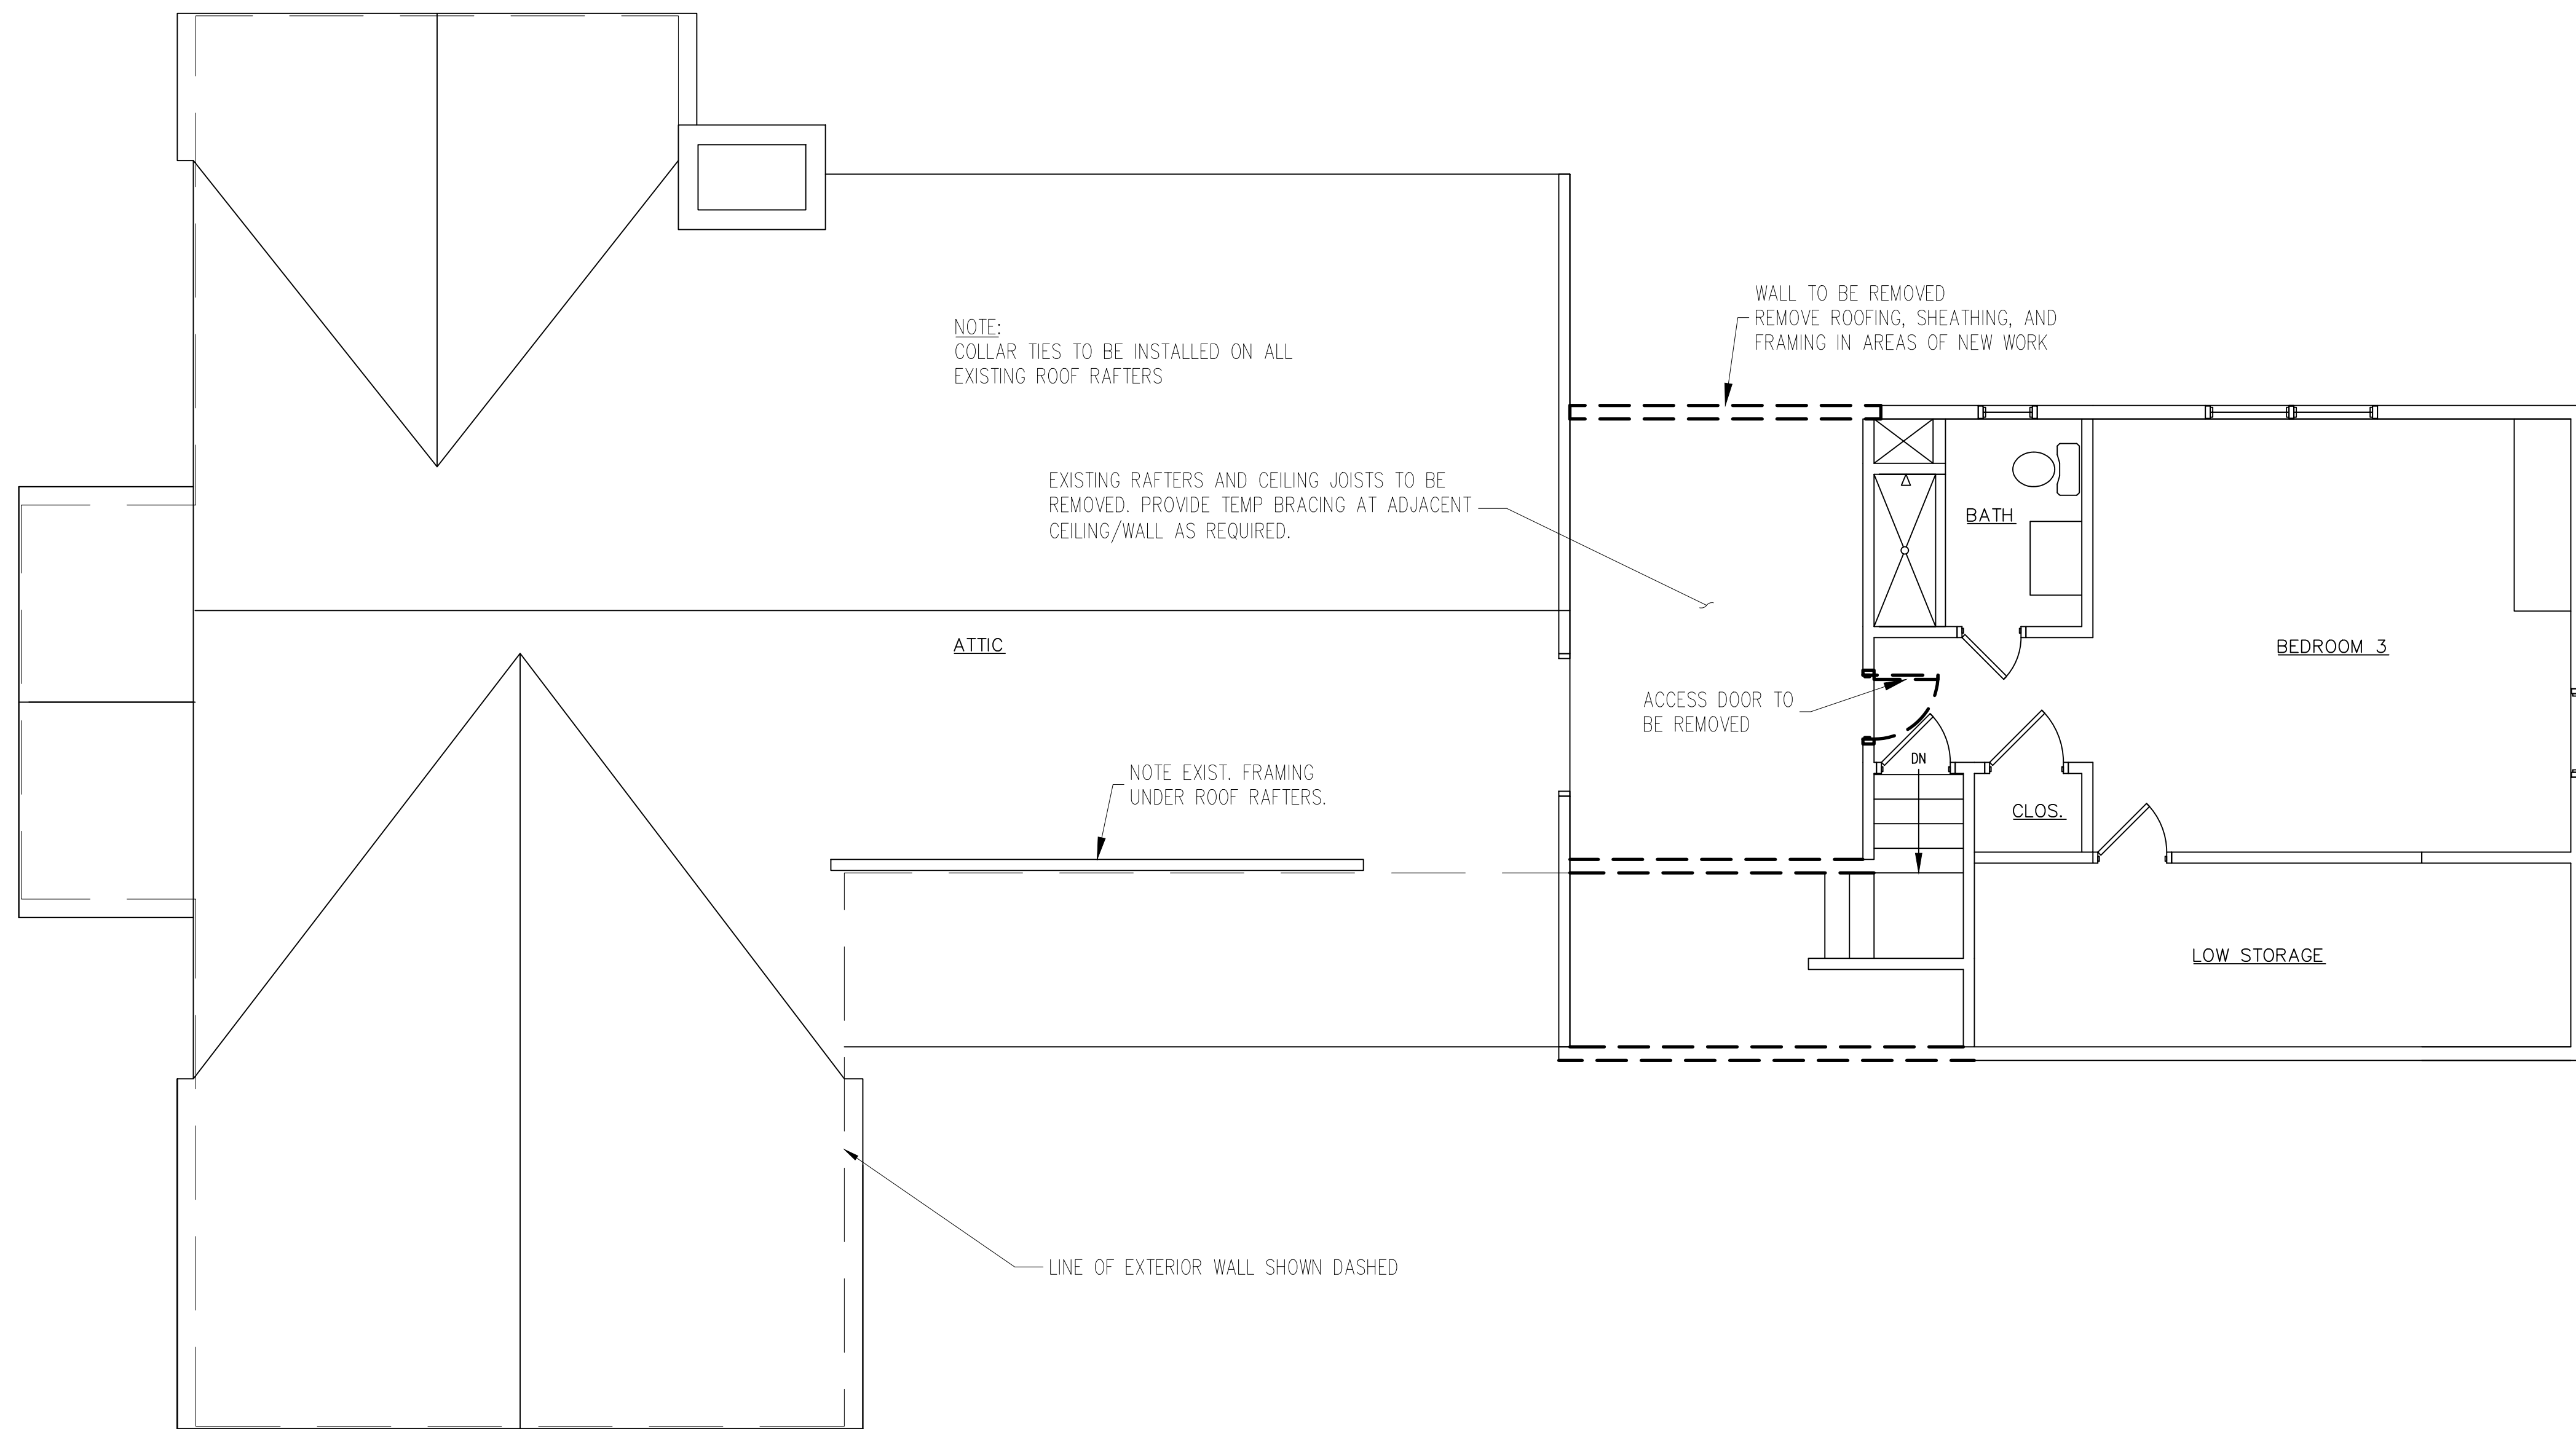 WALL TO BE REMOVED
REMOVE ROOFING, SHEATHING, AND
FRAMING IN AREAS OF NEW WORK
NOTE:
COLLAR TIES TO BE INSTALLED ON ALL
EXISTING ROOF RAFTERS
EXISTING RAFTERS AND CEILING JOISTS TO BE
REMOVED. PROVIDE TEMP BRACING AT ADJACENT
CEILING/WALL AS REQUIRED.
BATH
ATTIC
BEDROOM 3
ACCESS DOOR TO
BE REMOVED
DN
NOTE EXIST. FRAMING
UNDER ROOF RAFTERS.
CLOS.
LOW STORAGE
LINE OF EXTERIOR WALL SHOWN DASHED